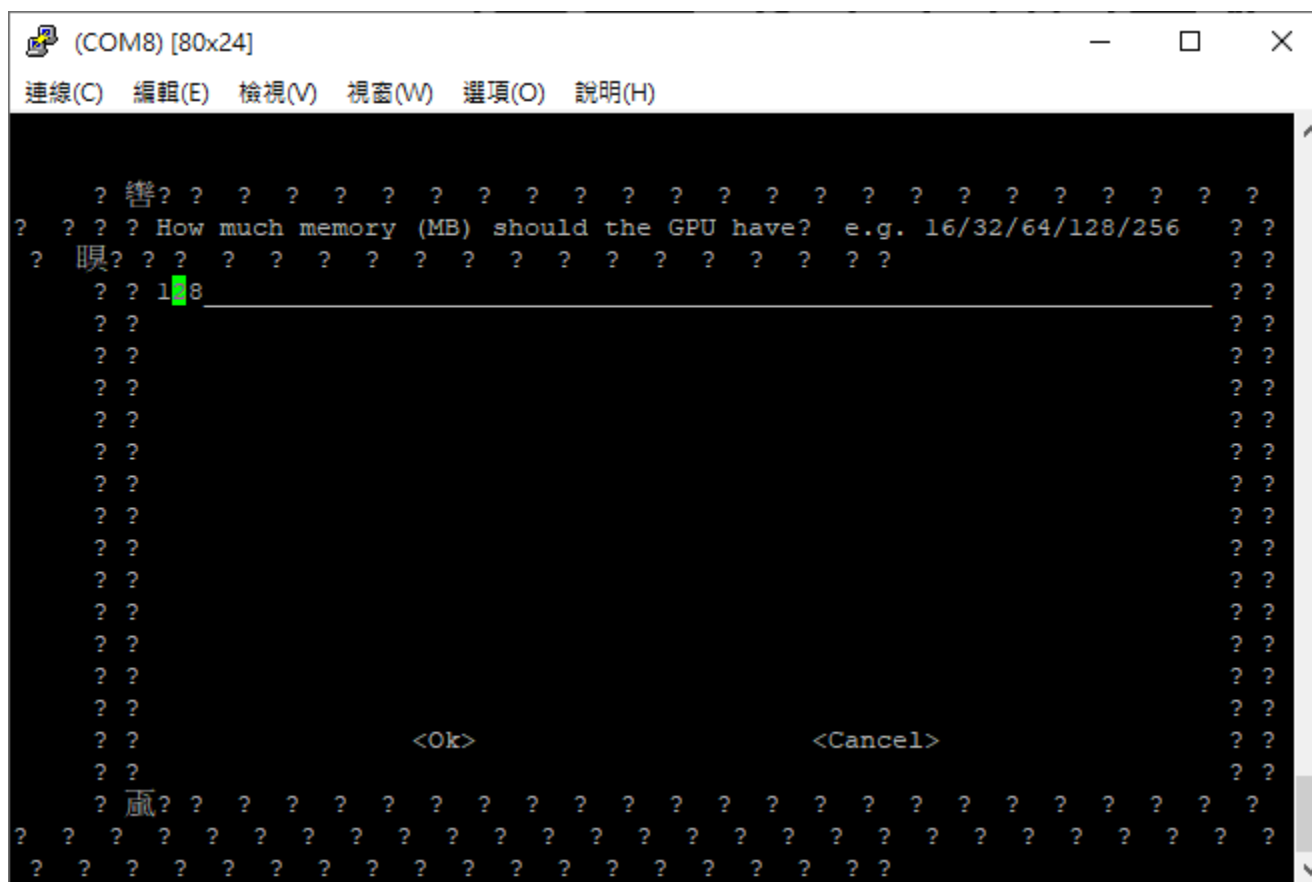 (COM8) [80x24]
連線(C) 編輯(E) 檢視(V) 視窗(W) 選項(O) 說明(H)
? 轡? ? ? ? ? ? ? ? ? ? ? ? ? ? ? ? ? ? ? ? ? ? ? ?
? ? ? ? How much memory (MB) should the GPU have? e.g. 16/32/64/128/256 ? ?
? ? ? ? ? ? ? ? ? ? ? ? ? ? ? ? ? ? ? ? ?
? ? 128 ? ?
? ? ? ?
? ? ? ?
? ? ? ?
? ? ? ?
? ? ? ?
? ? ? ?
? ? ? ?
? ? ? ?
? ? ? ?
? ? ? ?
? ? ? ?
? ? ? ?
? ? ? ?
? ? <Ok> <Cancel> ? ?
? ? ? ?
? ? ? ? ? ? ? ? ? ? ? ? ? ? ? ? ? ? ? ? ? ? ? ? ? ?
? ? ? ? ? ? ? ? ? ? ? ? ? ? ? ? ? ? ? ? ? ? ? ? ? ? ?
? ? ? ? ? ? ? ? ? ? ? ? ? ? ? ? ? ? ?